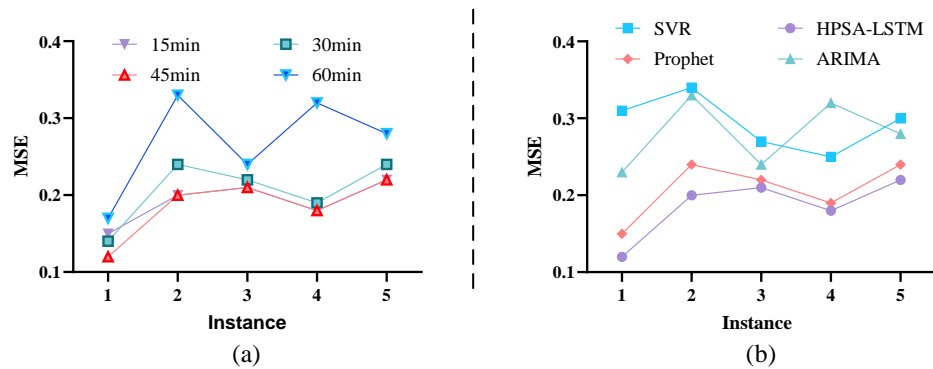 15min
30min
45min
60min
0.4
0.3
0.2
0.1
MSE
1 2 3 4 5
Instance
(a)
SVR
HPSA-LSTM
Prophet
ARIMA
0.4
0.3
0.2
0.1
MSE
1 2 3 4 5
Instance
(b)